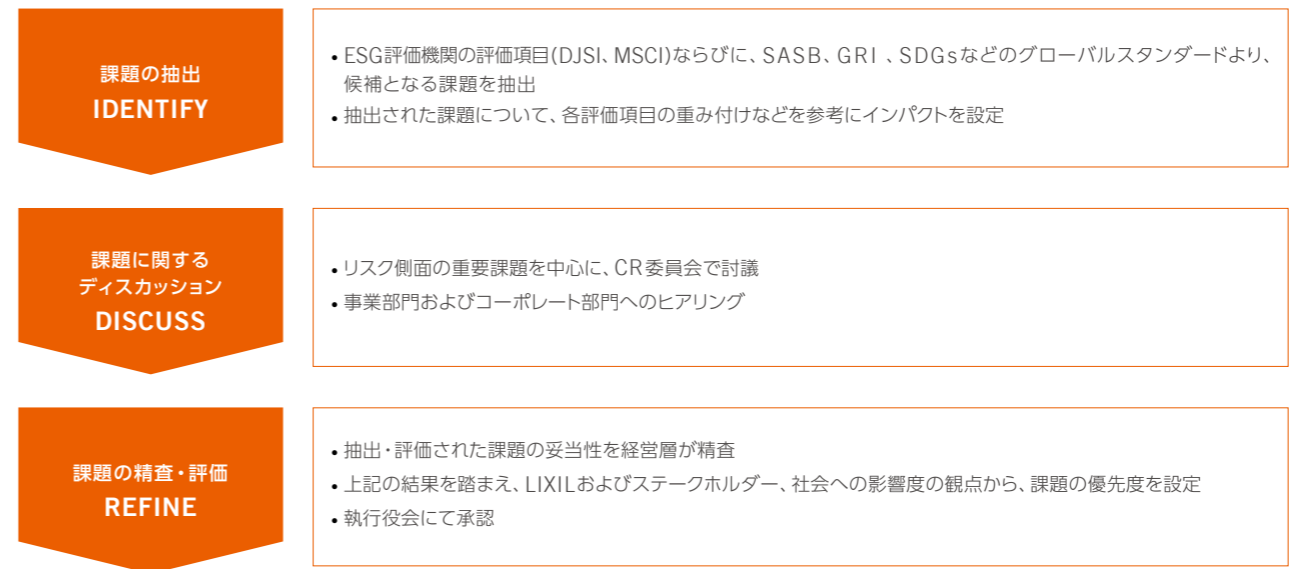 課題の抽出
IDENTIFY
• ESG評価機関の評価項目(DJSI、MSCI)ならびに、SASB、GRI 、SDGsなどのグローバルスタンダードより、
候補となる課題を抽出
• 抽出された課題について、各評価項目の重み付けなどを参考にインパクトを設定
課題に関する
ディスカッション
DISCUSS
• リスク側面の重要課題を中心に、CR委員会で討議
• 事業部門およびコーポレート部門へのヒアリング
課題の精査・評価
REFINE
• 抽出・評価された課題の妥当性を経営層が精査
• 上記の結果を踏まえ、LIXILおよびステークホルダー、社会への影響度の観点から、課題の優先度を設定
• 執行役会にて承認